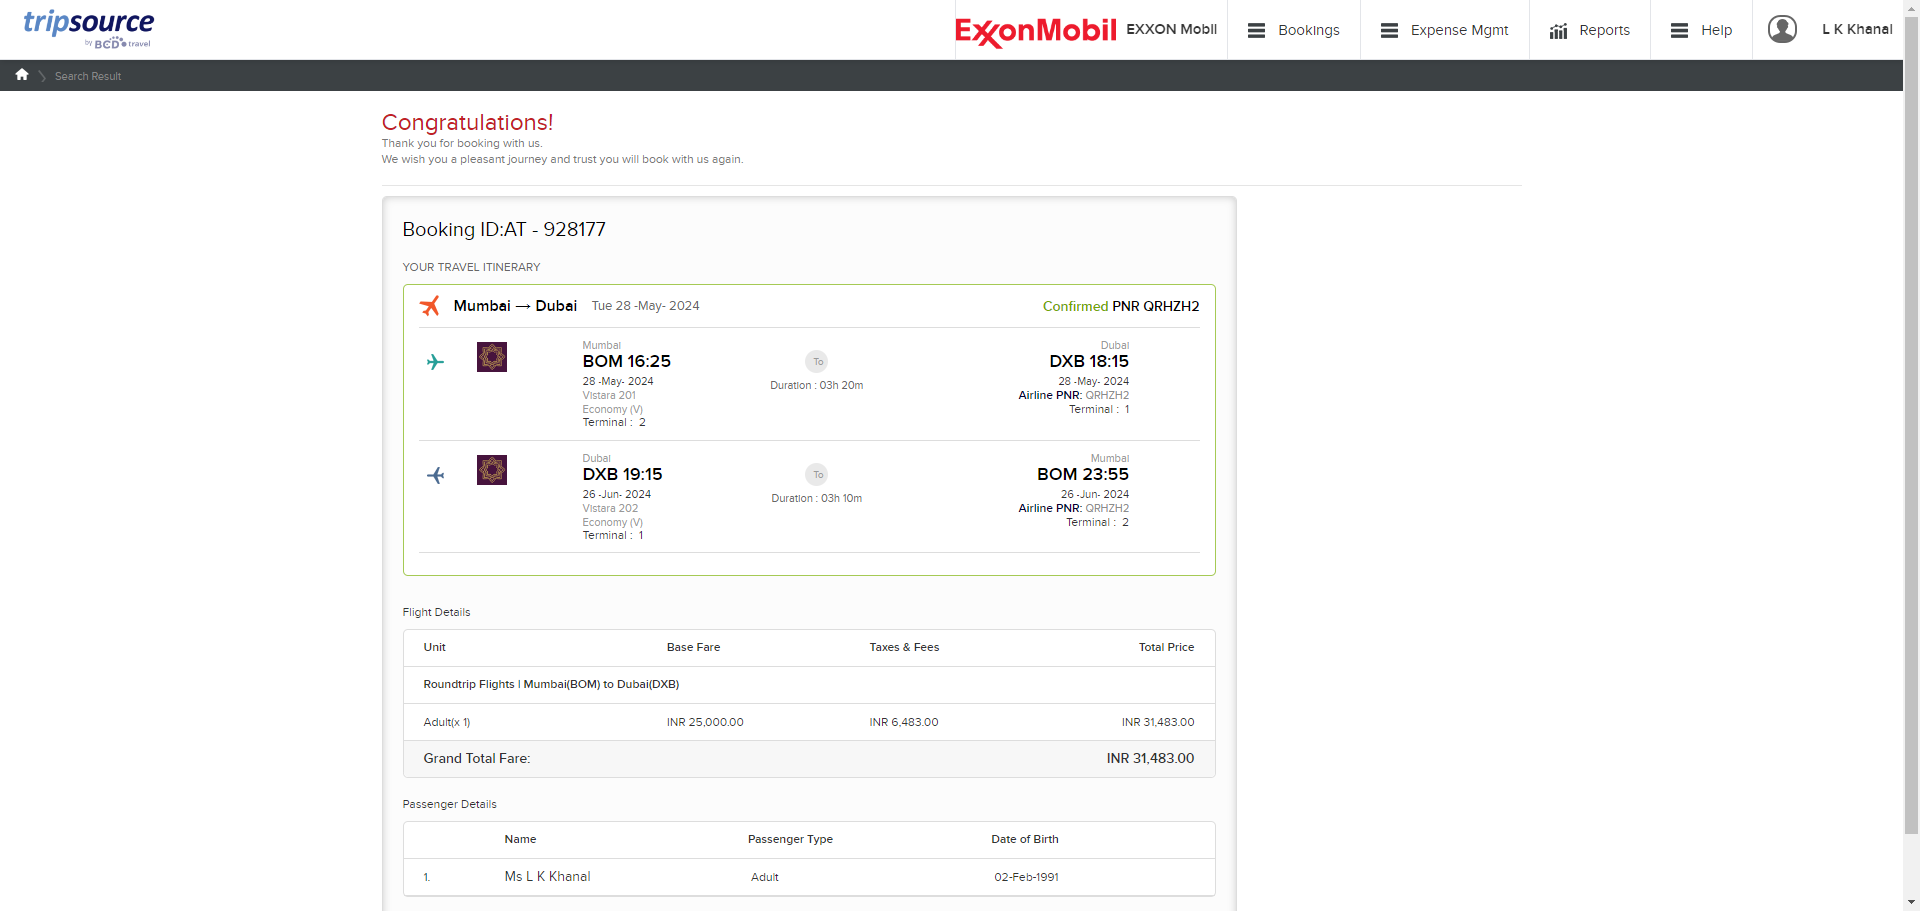 tripsource
by BCD travel
ExxonMobil
EXXON Mobil
Bookings
Expense Mgmt
Reports
Help
L K Khanal
Search Result
Congratulations!
Thank you for booking with us.
We wish you a pleasant journey and trust you will book with us again.
Booking ID:AT - 928177
YOUR TRAVEL ITINERARY
Mumbai → Dubai Tue 28 -May- 2024 Confirmed PNR QRHZH2
Mumbai
BOM 16:25
28 -May- 2024
Vistara 201
Economy (V)
Terminal : 2
To
Duration : 03h 20m
Dubai
DXB 18:15
28 -May- 2024
Airline PNR: QRHZH2
Terminal : 1
Dubai
DXB 19:15
26 -Jun- 2024
Vistara 202
Economy (V)
Terminal : 1
To
Duration : 03h 10m
Mumbai
BOM 23:55
26 -Jun- 2024
Airline PNR: QRHZH2
Terminal : 2
Flight Details
Unit Base Fare Taxes & Fees Total Price
Roundtrip Flights | Mumbai(BOM) to Dubai(DXB)
Adult(x 1) INR 25,000.00 INR 6,483.00 INR 31,483.00
Grand Total Fare: INR 31,483.00
Passenger Details
Name Passenger Type Date of Birth
1. Ms L K Khanal Adult 02-Feb-1991